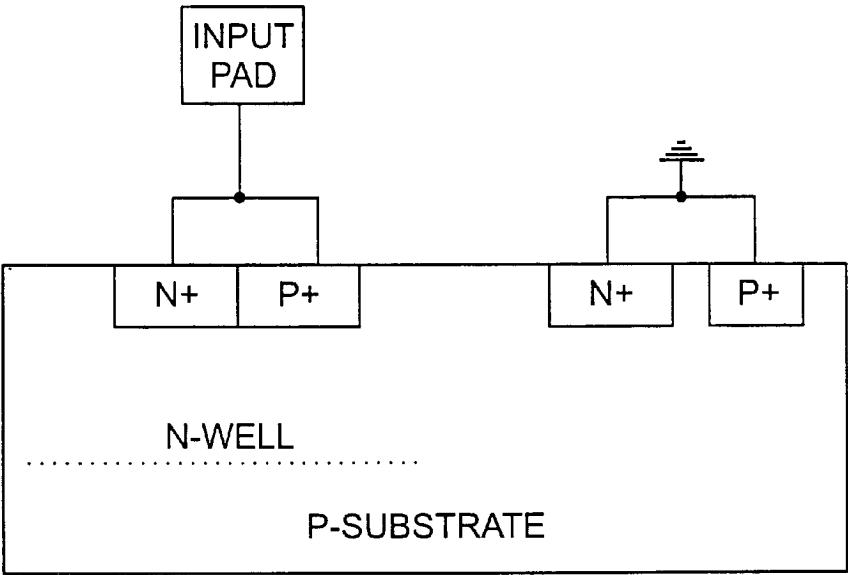 INPUT
PAD
N+ P+ N+ P+
N-WELL
P-SUBSTRATE